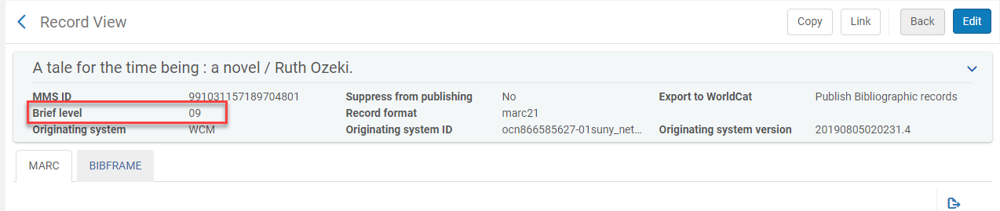 Record View Copy Link Back Edit
A tale for the time being : a novel / Ruth Ozeki.
MMS ID 991031157189704801 Suppress from publishing No Export to WorldCat Publish Bibliographic records
Brief level 09 Record format marc21
Originating system WCM Originating system ID ocn866585627-01suny_net... Originating system version 20190805020231.4
MARC BIBFRAME